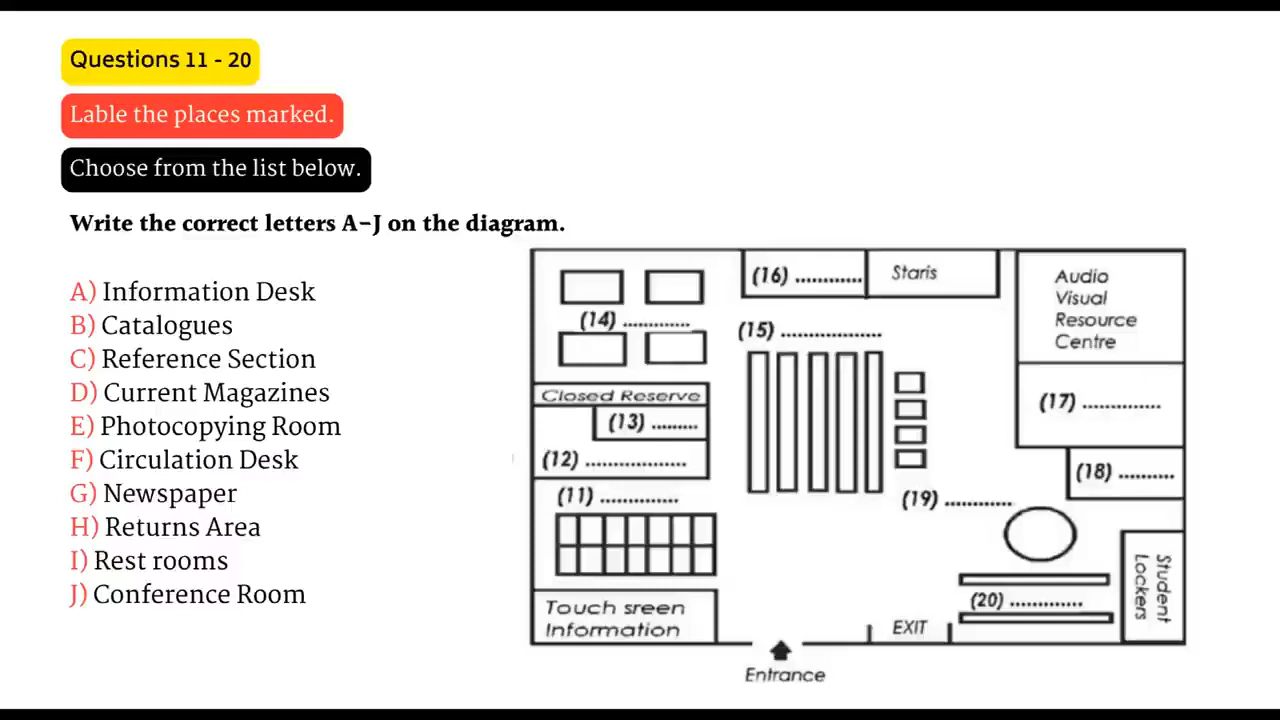 Questions 11 - 20
Lable the places marked.
Choose from the list below.
Write the correct letters A-J on the diagram.
A) Information Desk
B) Catalogues
C) Reference Section
D) Current Magazines
E) Photocopying Room
F) Circulation Desk
G) Newspaper
H) Returns Area
I) Rest rooms
J) Conference Room
(16) ............
Staris
Audio
Visual
Resource
Centre
(14) ............
(15) ..................
Closed Reserve
(13) ........
(17) ..............
(12) ..................
(18) ..........
(11) ..............
(19) ............
Student
Lockers
Touch sreen
Information
(20) .............
EXIT
Entrance